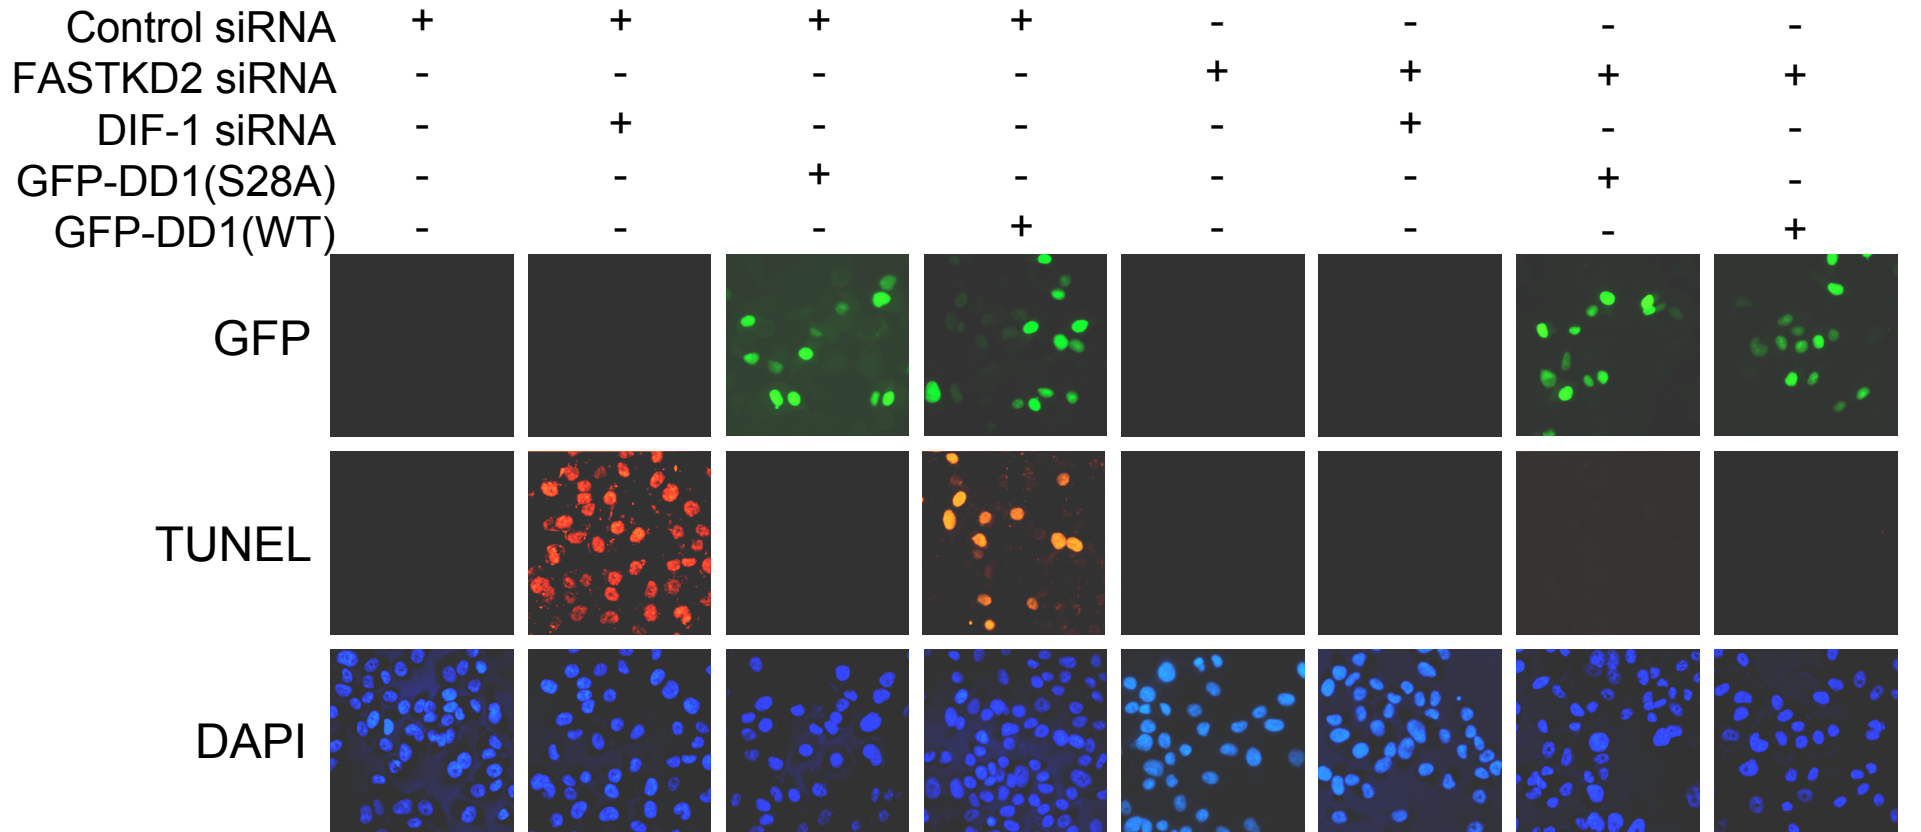 Control siRNA + + + + - - - -
FASTKD2 siRNA - - - - + + + +
DIF-1 siRNA - + - - - + - -
GFP-DD1(S28A) - - + - - - + -
GFP-DD1(WT) - - - + - - - +
GFP
TUNEL
DAPI